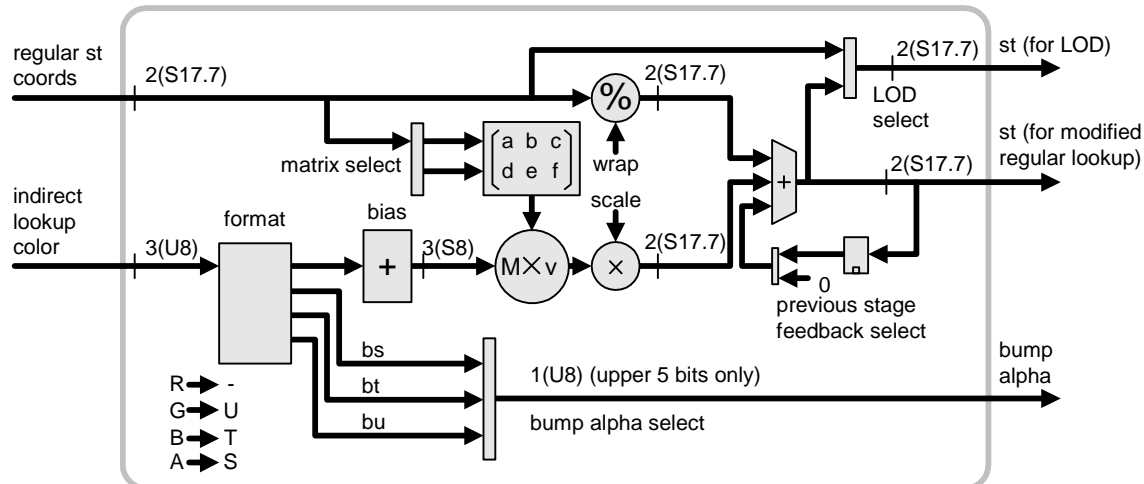 regular st
coords
2(S17.7)
%
2(S17.7)
wrap
2(S17.7)
st (for LOD)
LOD
select
matrix select
a b c
d e f
+
2(S17.7)
st (for modified
regular lookup)
indirect
lookup
color
3(U8)
format
bias
+
3(S8)
M×v
scale
×
2(S17.7)
0
previous stage
feedback select
bs
bt
bu
1(U8) (upper 5 bits only)
bump alpha select
bump
alpha
R -
G U
B T
A S